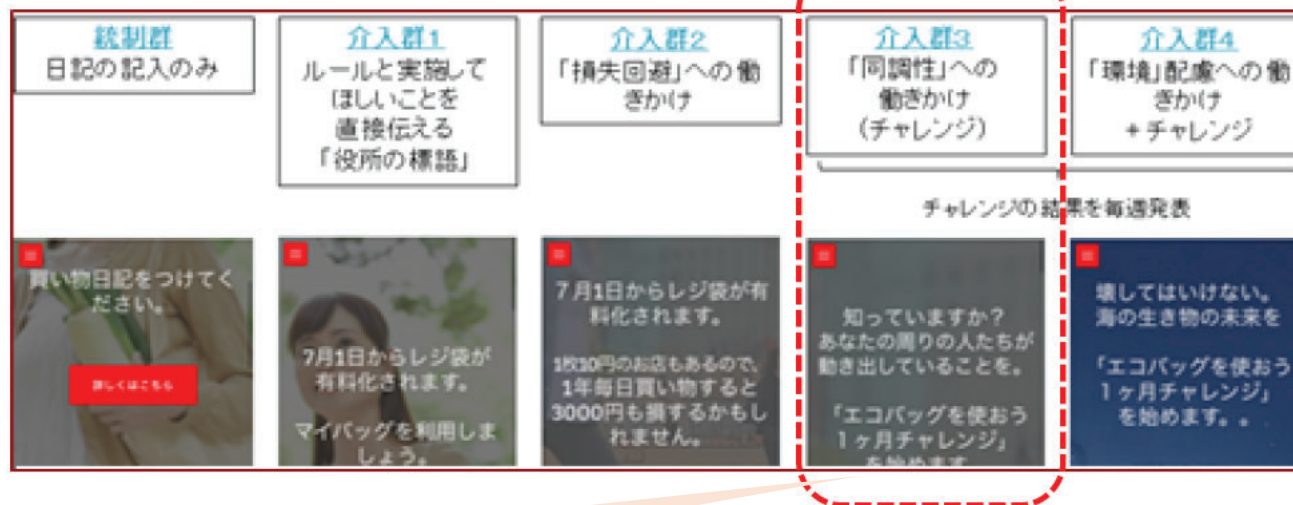 統制群
日記の記入のみ
介入群1
ルールと実施して
ほしいことを
直接伝える
「役所の標語」
介入群2
「損失回避」への働
きかけ
介入群3
「同調性」への
働きかけ
(チャレンジ)
介入群4
「環境」配慮への働
きかけ
+チャレンジ
チャレンジの結果を毎週発表
買い物日記をつけてく
ださい。
詳しくはこちら
7月1日からレジ袋が
有料化されます。
マイバッグを利用しま
しょう。
7月1日からレジ袋が有
料化されます。
1枚10円のお店もあるので、
1年毎日買い物すると
3000円も損するかもし
れません。
知っていますか?
あなたの周りの人たちが
動き出していることを。
「エコバッグを使おう
1ヶ月チャレンジ」
を始めます。
壊してはいけない。
海の生き物の未来を
「エコバッグを使おう
1ヶ月チャレンジ」
を始めます。。